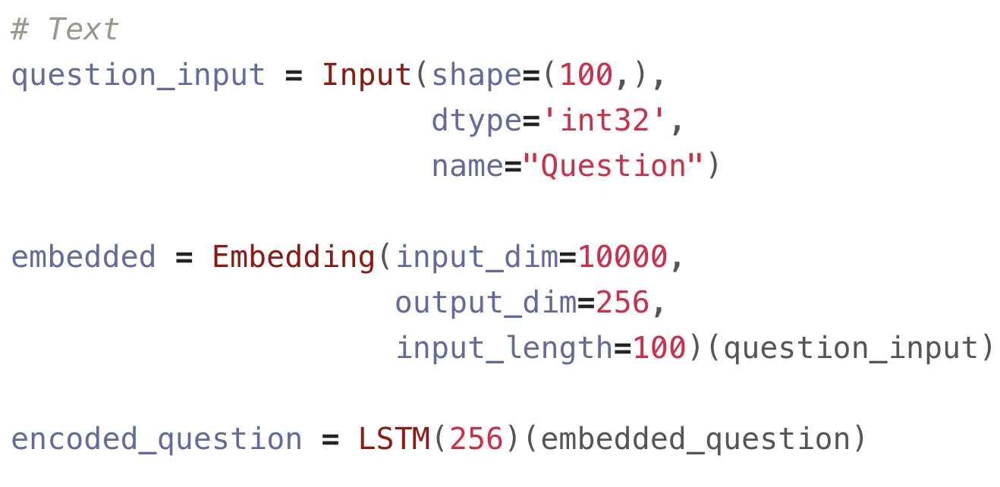 # Text
question_input = Input(shape=(100,),
                       dtype='int32',
                       name="Question")
embedded = Embedding(input_dim=10000,
                     output_dim=256,
                     input_length=100)(question_input)
encoded_question = LSTM(256)(embedded_question)